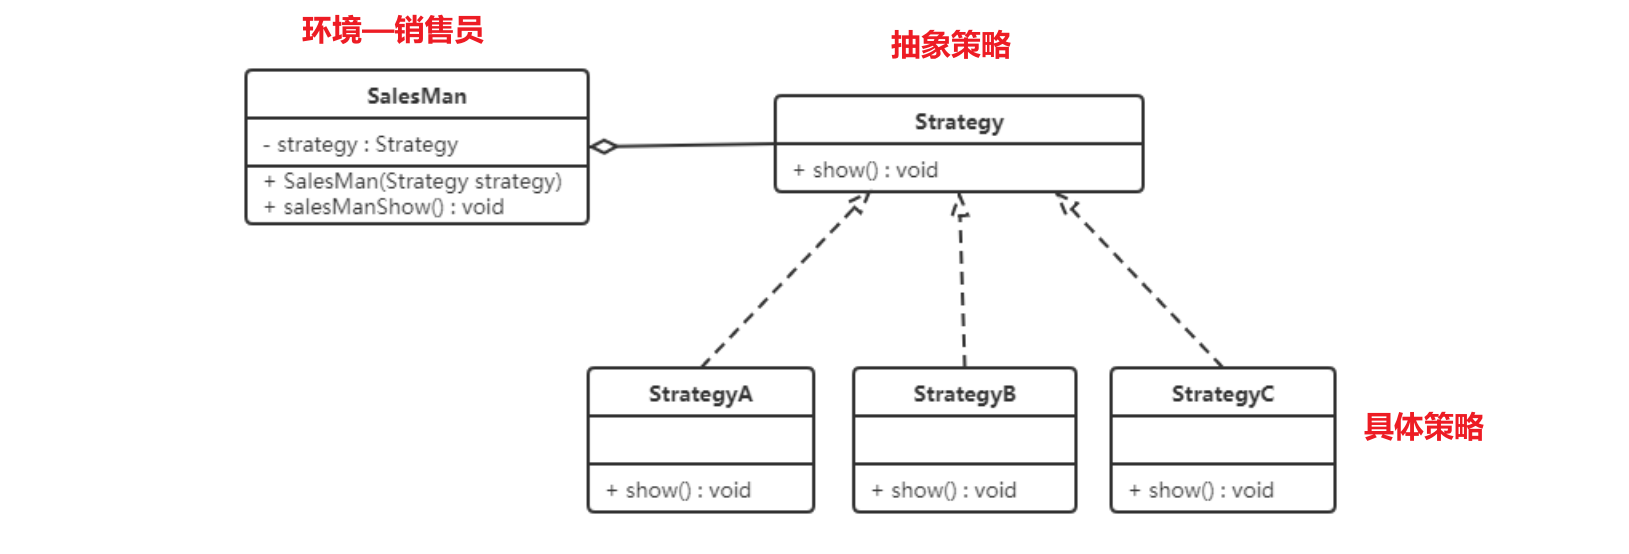 环境—销售员
SalesMan
- strategy : Strategy
+ SalesMan(Strategy strategy)
+ salesManShow() : void
抽象策略
Strategy
+ show() : void
StrategyA
+ show() : void
StrategyB
+ show() : void
StrategyC
+ show() : void
具体策略